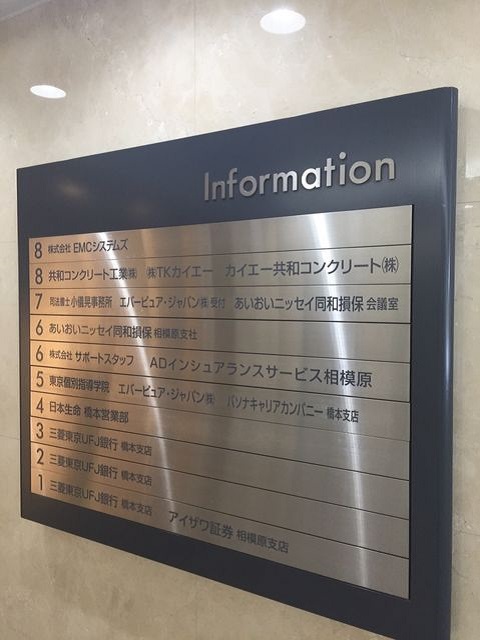 Information
8 株式会社 EMCシステムズ
8 共和コンクリート工業㈱ ㈱TKカイエー カイエー共和コンクリート㈱
7 司法書士 小儀晃事務所 エバーピュア・ジャパン㈱ 受付 あいおいニッセイ同和損保 会議室
6 あいおいニッセイ同和損保 相模原支社
6 株式会社 サポートスタッフ ADインシュアランスサービス相模原
5 東京個別指導学院 エバーピュア・ジャパン㈱ パソナキャリアカンパニー 橋本支店
4 日本生命 橋本営業部
3 三菱東京UFJ銀行 橋本支店
2 三菱東京UFJ銀行 橋本支店
1 三菱東京UFJ銀行 橋本支店 アイザワ証券 相模原支店